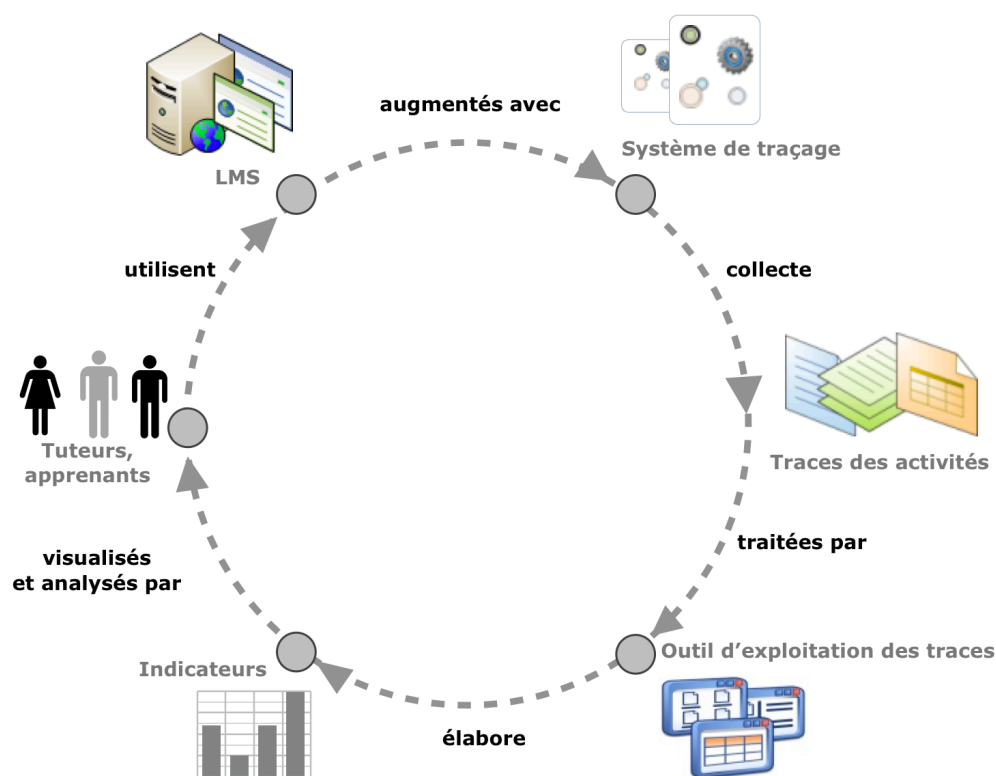 augmentés avec
Système de traçage
LMS
utilisent
collecte
Tuteurs,
apprenants
Traces des activités
traitées par
visualisés
et analysés par
Outil d’exploitation des traces
Indicateurs
élabore